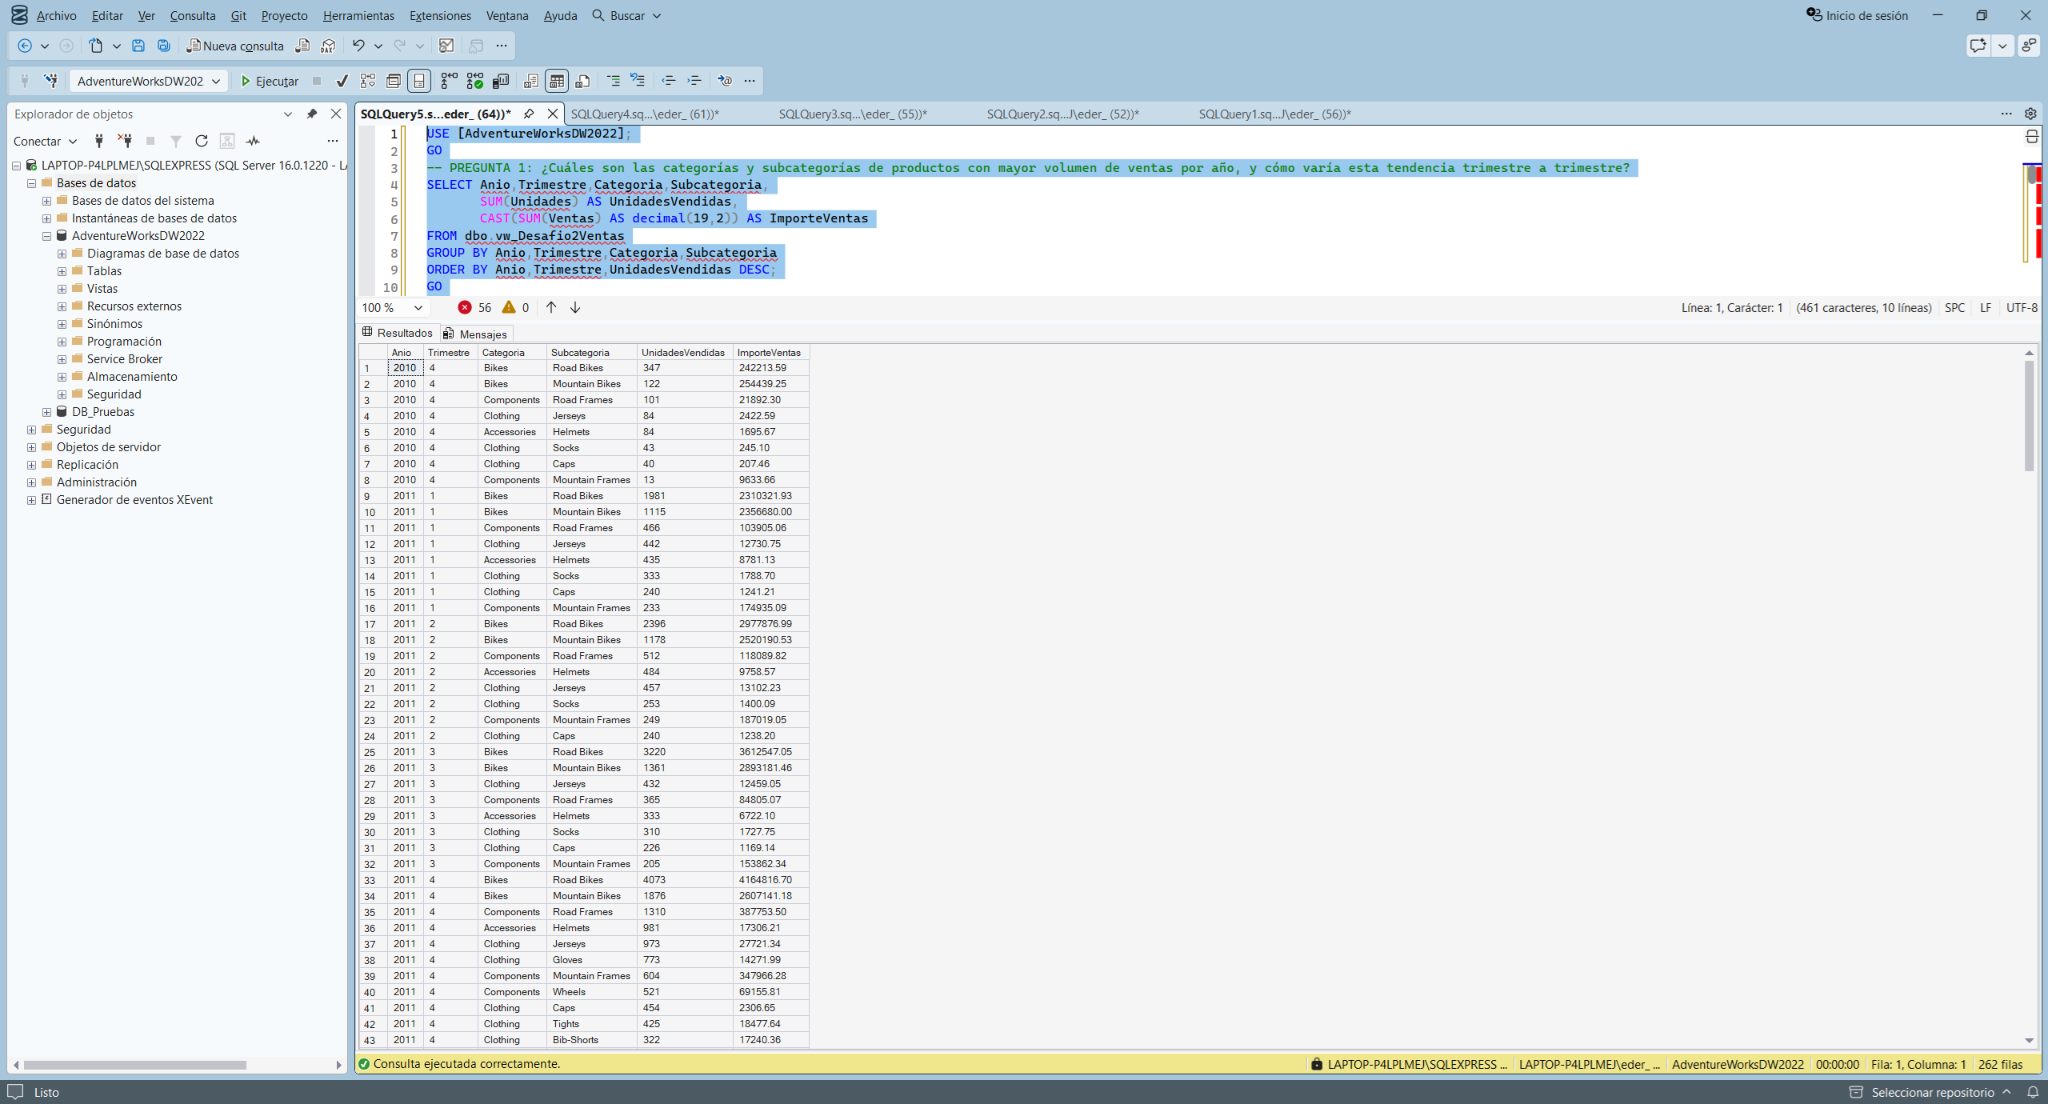 Archivo Editar Ver Consulta Git Proyecto Herramientas Extensiones Ventana Ayuda Buscar Inicio de sesión
Nueva consulta
AdventureWorksDW202 Ejecutar
Explorador de objetos
Conectar
LAPTOP-P4LPLMEJ\SQLEXPRESS (SQL Server 16.0.1220 - L
Bases de datos
Bases de datos del sistema
Instantáneas de bases de datos
AdventureWorksDW2022
Diagramas de base de datos
Tablas
Vistas
Recursos externos
Sinónimos
Programación
Service Broker
Almacenamiento
Seguridad
DB_Pruebas
Seguridad
Objetos de servidor
Replicación
Administración
Generador de eventos XEvent
SQLQuery5.s...eder_ (64))* SQLQuery4.sq...\eder_ (61))* SQLQuery3.sq...\eder_ (55))* SQLQuery2.sq...J\eder_ (52))* SQLQuery1.sq...J\eder_ (56))*
1 USE [AdventureWorksDW2022];
2 GO
3 -- PREGUNTA 1: ¿Cuáles son las categorías y subcategorías de productos con mayor volumen de ventas por año, y cómo varía esta tendencia trimestre a trimestre?
4 SELECT Anio,Trimestre,Categoria,Subcategoria,
5 SUM(Unidades) AS UnidadesVendidas,
6 CAST(SUM(Ventas) AS decimal(19,2)) AS ImporteVentas
7 FROM dbo.vw_Desafio2Ventas
8 GROUP BY Anio,Trimestre,Categoria,Subcategoria
9 ORDER BY Anio,Trimestre,UnidadesVendidas DESC;
10 GO
100 % 56 0 Línea: 1, Carácter: 1 (461 caracteres, 10 líneas) SPC LF UTF-8
Resultados Mensajes
Anio Trimestre Categoria Subcategoria UnidadesVendidas ImporteVentas
1 2010 4 Bikes Road Bikes 347 242213.59
2 2010 4 Bikes Mountain Bikes 122 254439.25
3 2010 4 Components Road Frames 101 21892.30
4 2010 4 Clothing Jerseys 84 2422.59
5 2010 4 Accessories Helmets 84 1695.67
6 2010 4 Clothing Socks 43 245.10
7 2010 4 Clothing Caps 40 207.46
8 2010 4 Components Mountain Frames 13 9633.66
9 2011 1 Bikes Road Bikes 1981 2310321.93
10 2011 1 Bikes Mountain Bikes 1115 2356680.00
11 2011 1 Components Road Frames 466 103905.06
12 2011 1 Clothing Jerseys 442 12730.75
13 2011 1 Accessories Helmets 435 8781.13
14 2011 1 Clothing Socks 333 1788.70
15 2011 1 Clothing Caps 240 1241.21
16 2011 1 Components Mountain Frames 233 174935.09
17 2011 2 Bikes Road Bikes 2396 2977876.99
18 2011 2 Bikes Mountain Bikes 1178 2520190.53
19 2011 2 Components Road Frames 512 118089.82
20 2011 2 Accessories Helmets 484 9758.57
21 2011 2 Clothing Jerseys 457 13102.23
22 2011 2 Clothing Socks 253 1400.09
23 2011 2 Components Mountain Frames 249 187019.05
24 2011 2 Clothing Caps 240 1238.20
25 2011 3 Bikes Road Bikes 3220 3612547.05
26 2011 3 Bikes Mountain Bikes 1361 2893181.46
27 2011 3 Clothing Jerseys 432 12459.05
28 2011 3 Components Road Frames 365 84805.07
29 2011 3 Accessories Helmets 333 6722.10
30 2011 3 Clothing Socks 310 1727.75
31 2011 3 Clothing Caps 226 1169.14
32 2011 3 Components Mountain Frames 205 153862.34
33 2011 4 Bikes Road Bikes 4073 4164816.70
34 2011 4 Bikes Mountain Bikes 1876 2607141.18
35 2011 4 Components Road Frames 1310 387753.50
36 2011 4 Accessories Helmets 981 17306.21
37 2011 4 Clothing Jerseys 973 27721.34
38 2011 4 Clothing Gloves 773 14271.99
39 2011 4 Components Mountain Frames 604 347966.28
40 2011 4 Components Wheels 521 69155.81
41 2011 4 Clothing Caps 454 2306.65
42 2011 4 Clothing Tights 425 18477.64
43 2011 4 Clothing Bib-Shorts 322 17240.36
Consulta ejecutada correctamente. LAPTOP-P4LPLMEJ\SQLEXPRESS ... LAPTOP-P4LPLMEJ\eder_ ... AdventureWorksDW2022 00:00:00 Fila: 1, Columna: 1 262 filas
Listo Seleccionar repositorio